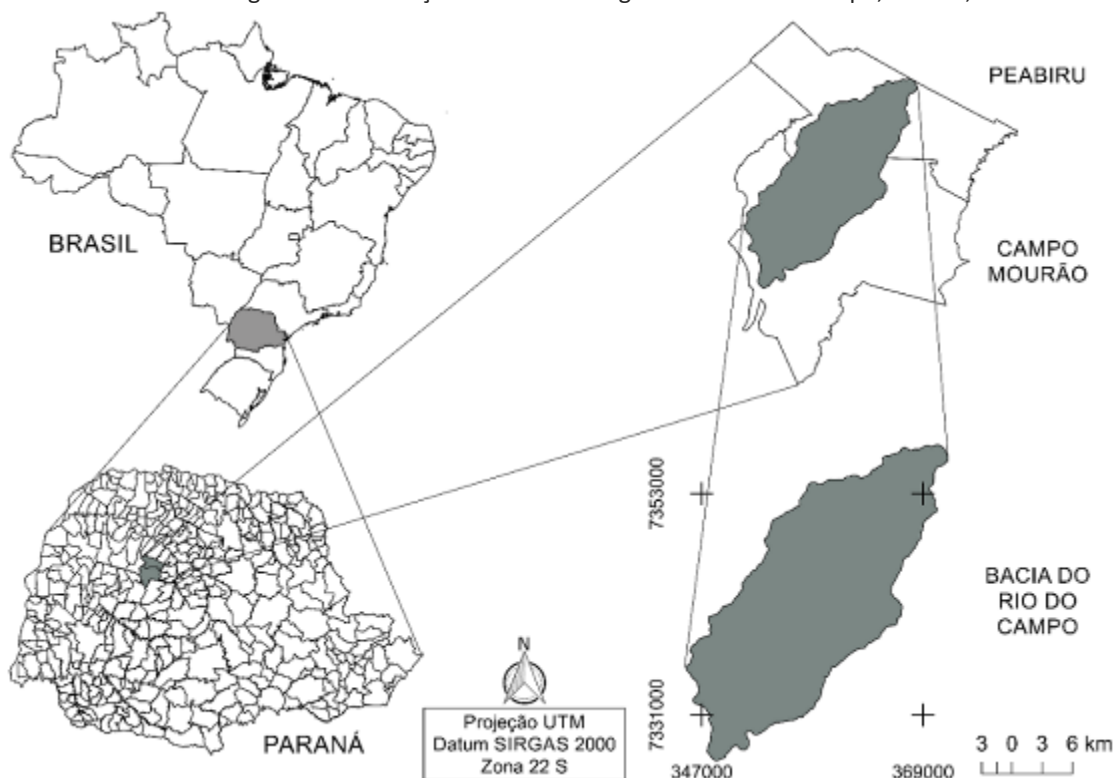 BRASIL
PEABIRU
CAMPO
MOURÃO
7353000
BACIA DO
RIO DO
CAMPO
7331000
N
PARANÁ
Projeção UTM
Datum SIRGAS 2000
Zona 22 S
347000
369000
3 0 3 6 km